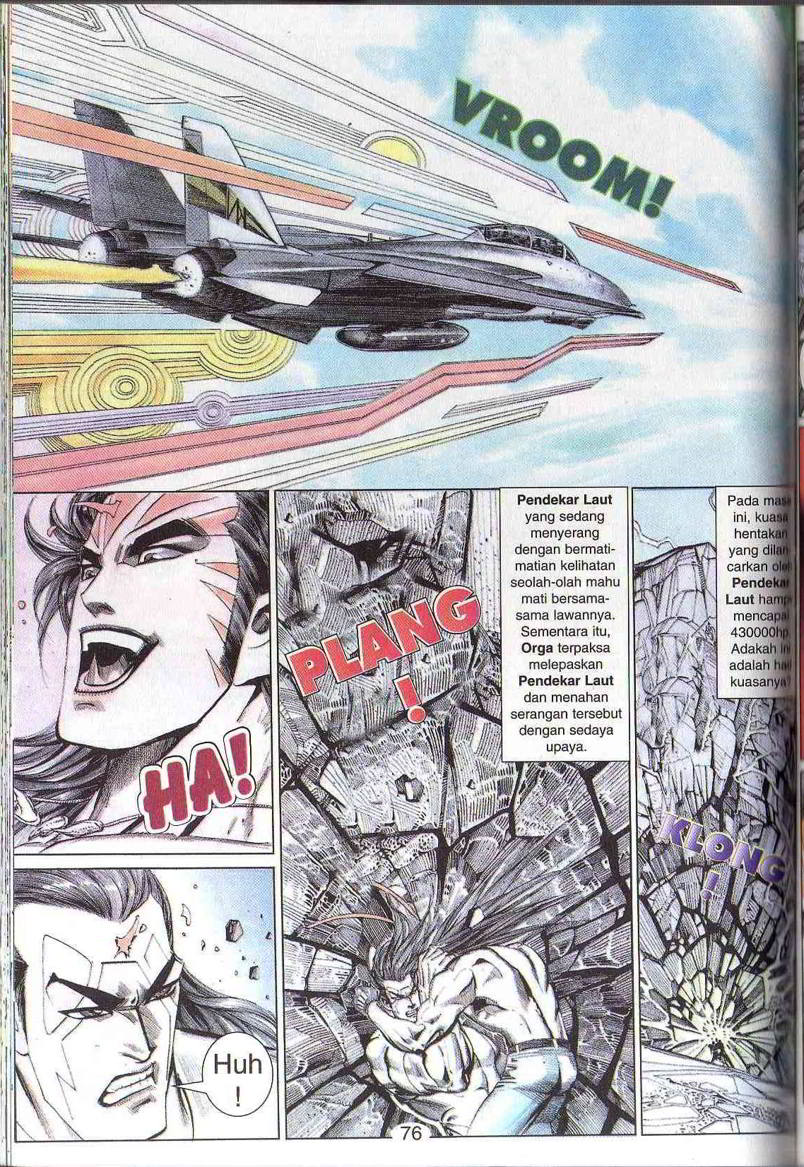 VROOM!
HA!
PLANG
!
Pendekar Laut
yang sedang
menyerang
dengan bermati-
matian kelihatan
seolah-olah mahu
mati bersama-
sama lawannya.
Sementara itu,
Orga terpaksa
melepaskan
Pendekar Laut
dan menahan
serangan tersebut
dengan sedaya
upaya.
Pada masa
ini, kuasa
hentakan
yang dilan
carkan oleh
Pendekar
Laut hampi
mencapai
430000hp.
Adakah ini
adalah had
kuasanya?
KLONG
!
Huh
!
76